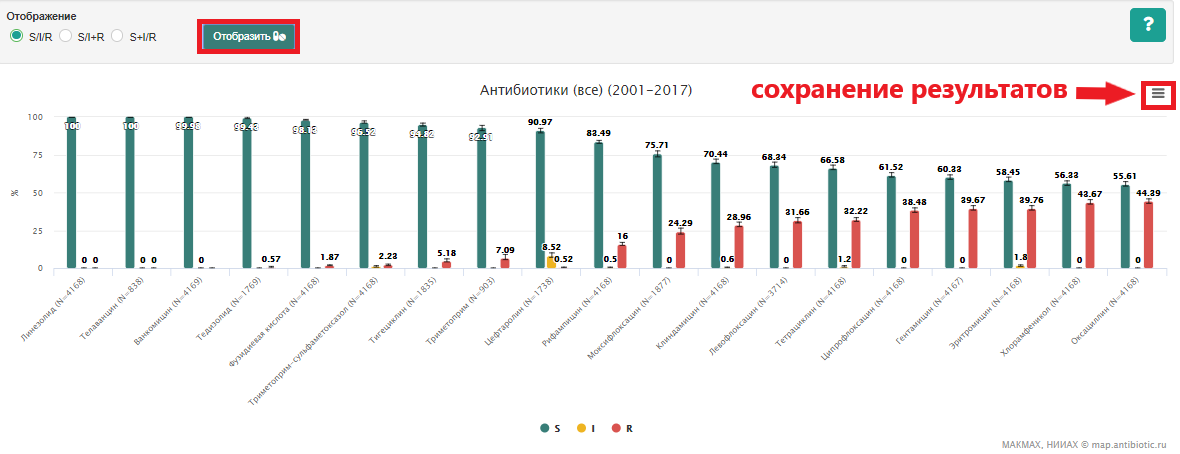 Отображение
S/I/R S/I+R S+I/R
Отобразить
?
Антибиотики (все) (2001-2017)
сохранение результатов
100
75
50
25
0
%
100 0 0
100 0 0
99.98 0
99.43 0.57
98.13 1.87
96.52 2.28
94.82 5.18
92.91 7.09
90.97 8.52 0.52
83.49 0.5 16
75.71 0 24.29
70.44 0.6 28.96
68.34 0 31.66
66.58 1.2 32.22
61.52 0 38.48
60.33 0 39.67
58.45 1.8 39.76
56.33 0 43.67
55.61 0 44.39
Линезолид (N=4168)
Телаванцин (N=838)
Ванкомицин (N=4169)
Тедизолид (N=1769)
Фузидиевая кислота (N=4168)
Триметоприм-сульфаметоксазол (N=4168)
Тигециклин (N=1835)
Триметоприм (N=903)
Цефтаролин (N=1738)
Рифампицин (N=4168)
Моксифлоксацин (N=1877)
Клиндамицин (N=4168)
Левофлоксацин (N=3714)
Тетрациклин (N=4168)
Ципрофлоксацин (N=4168)
Гентамицин (N=4167)
Эритромицин (N=4168)
Хлорамфеникол (N=4168)
Оксациллин (N=4168)
S I R
МАКМАХ, НИИАХ © map.antibiotic.ru